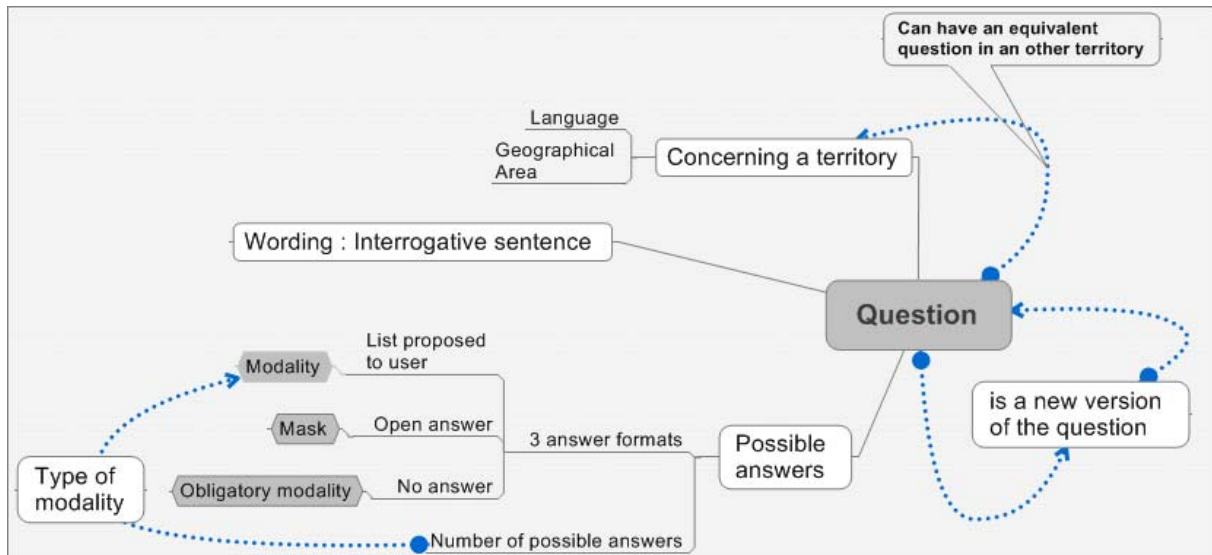 Can have an equivalent
question in an other territory
Language
Geographical
Area
Concerning a territory
Wording : Interrogative sentence
Question
List proposed
to user
Modality
is a new version
of the question
Mask
Open answer
3 answer formats
Possible
answers
Type of
modality
Obligatory modality
No answer
Number of possible answers